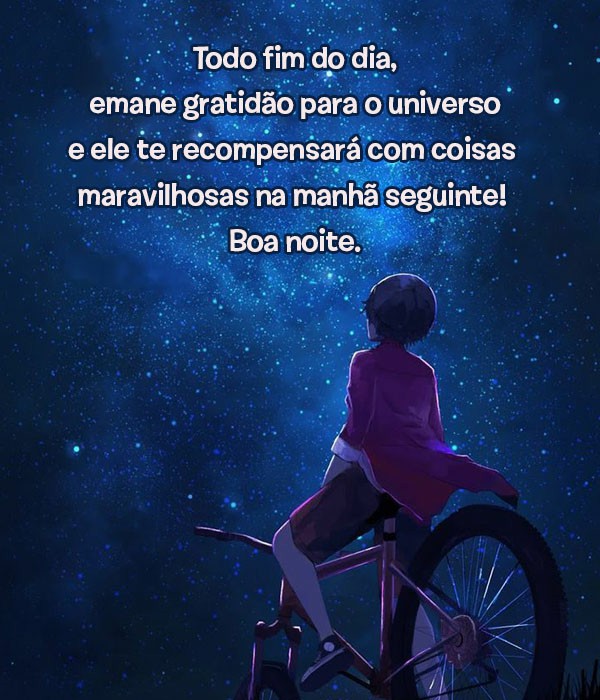 Todo fim do dia,
emane gratidão para o universo
e ele te recompensará com coisas
maravilhosas na manhã seguinte!
Boa noite.